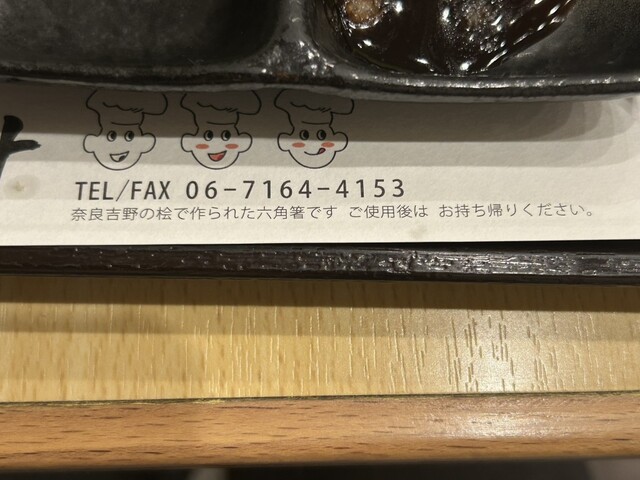 TEL/FAX 06-7164-4153
奈良吉野の桧で作られた六角箸です ご使用後は お持ち帰りください。